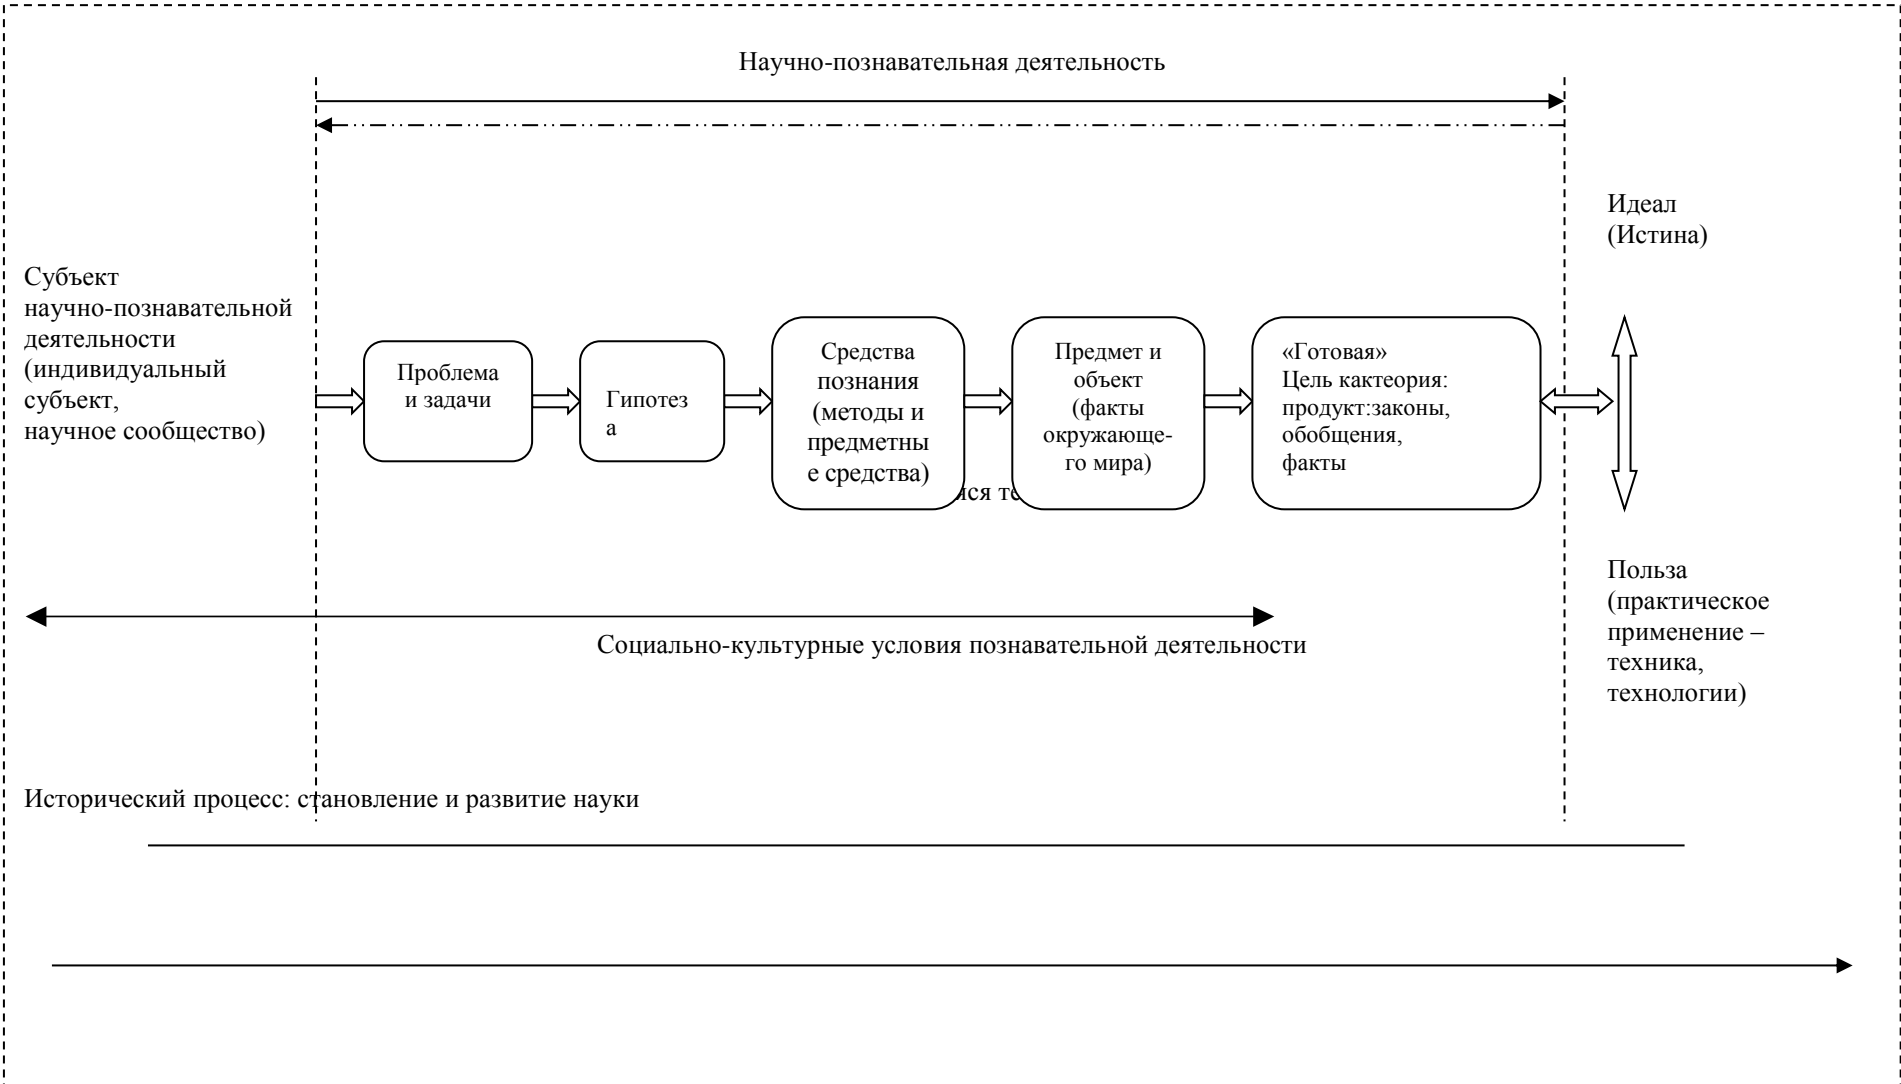 Научно-познавательная деятельность
Идеал
(Истина)
Субъект
научно-познавательной
деятельности
(индивидуальный
субъект,
научное сообщество)
Проблема
и задачи
Гипотез
а
Средства
познания
(методы и
предметны
е средства)
Предмет и
объект
(факты
окружающе-
го мира)
«Готовая»
Цель кактеория:
продукт:законы,
обобщения,
факты
Польза
(практическое
применение –
техника,
технологии)
Социально-культурные условия познавательной деятельности
Исторический процесс: становление и развитие науки